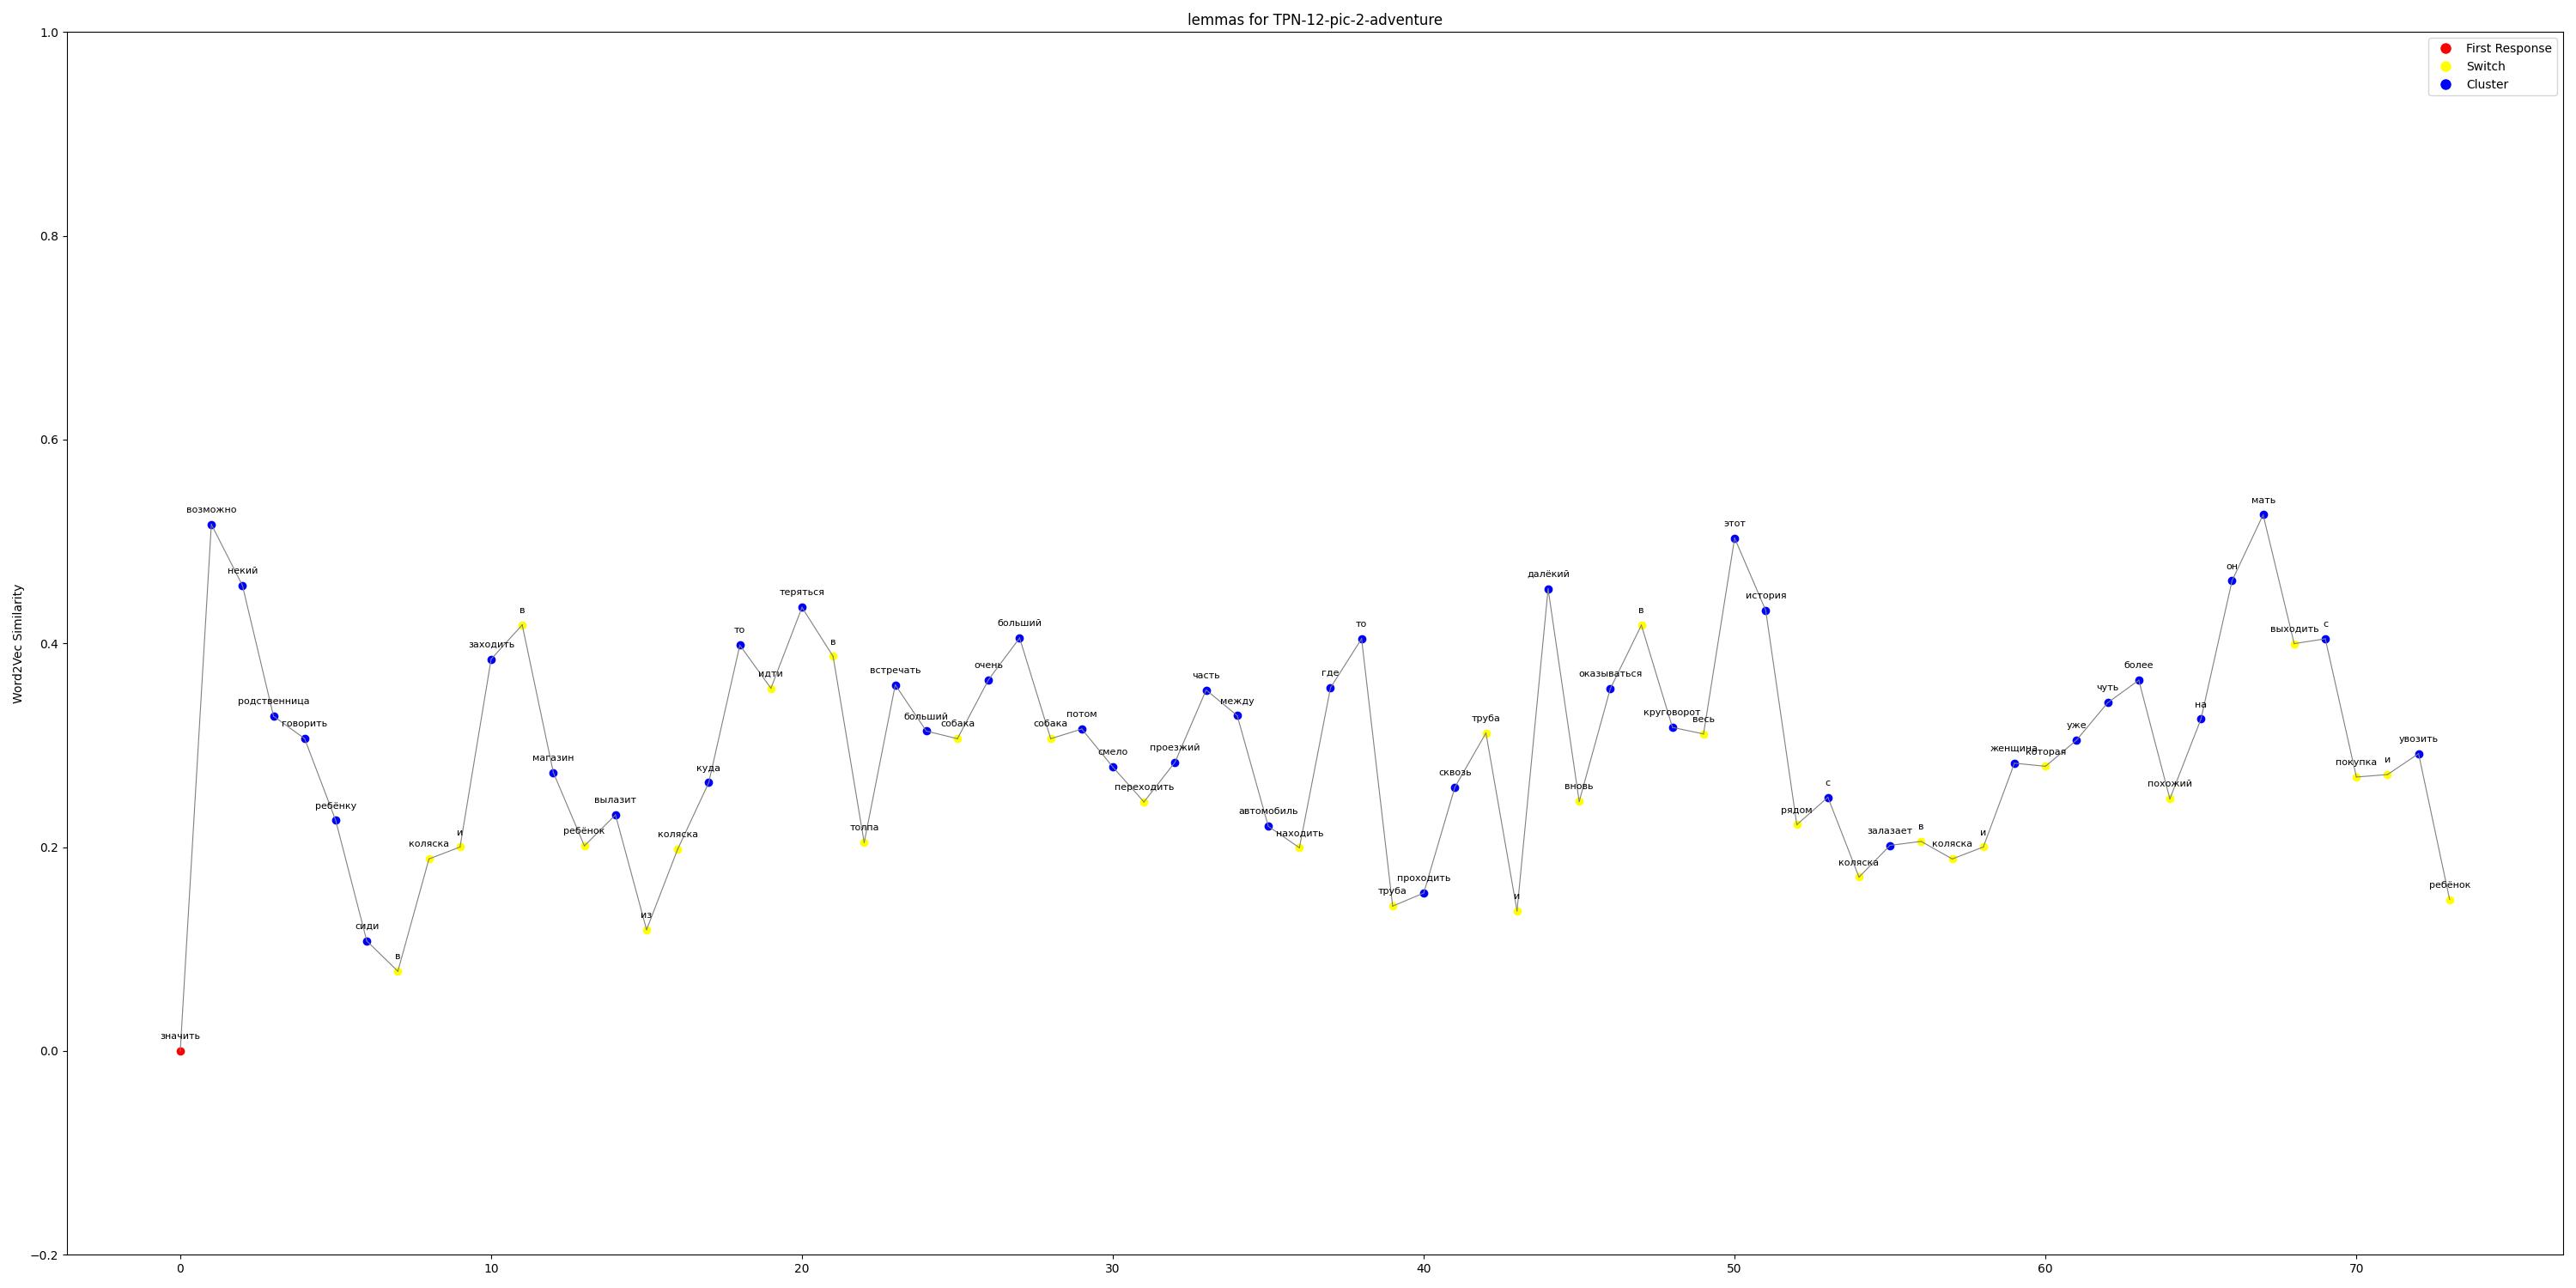 lemmas for TPN-12-pic-2-adventure
First Response
Switch
Cluster
Word2Vec Similarity
1.0
0.8
0.6
0.4
0.2
0.0
−0.2
0
10
20
30
40
50
60
70
значить
возможно
некий
родственница
говорить
ребёнку
сиди
в
коляска
и
заходить
в
магазин
ребёнок
вылазит
из
коляска
куда
то
идти
теряться
в
толпа
встречать
больший
собака
очень
больший
собака
потом
смело
переходить
проезжий
часть
между
автомобиль
находить
где
то
труба
проходить
сквозь
труба
и
далёкий
вновь
оказываться
в
круговорот
весь
этот
история
рядом
с
коляска
залазает
в
коляска
и
женщина
которая
уже
чуть
более
похожий
на
он
мать
выходить
с
покупка
и
увозить
ребёнок